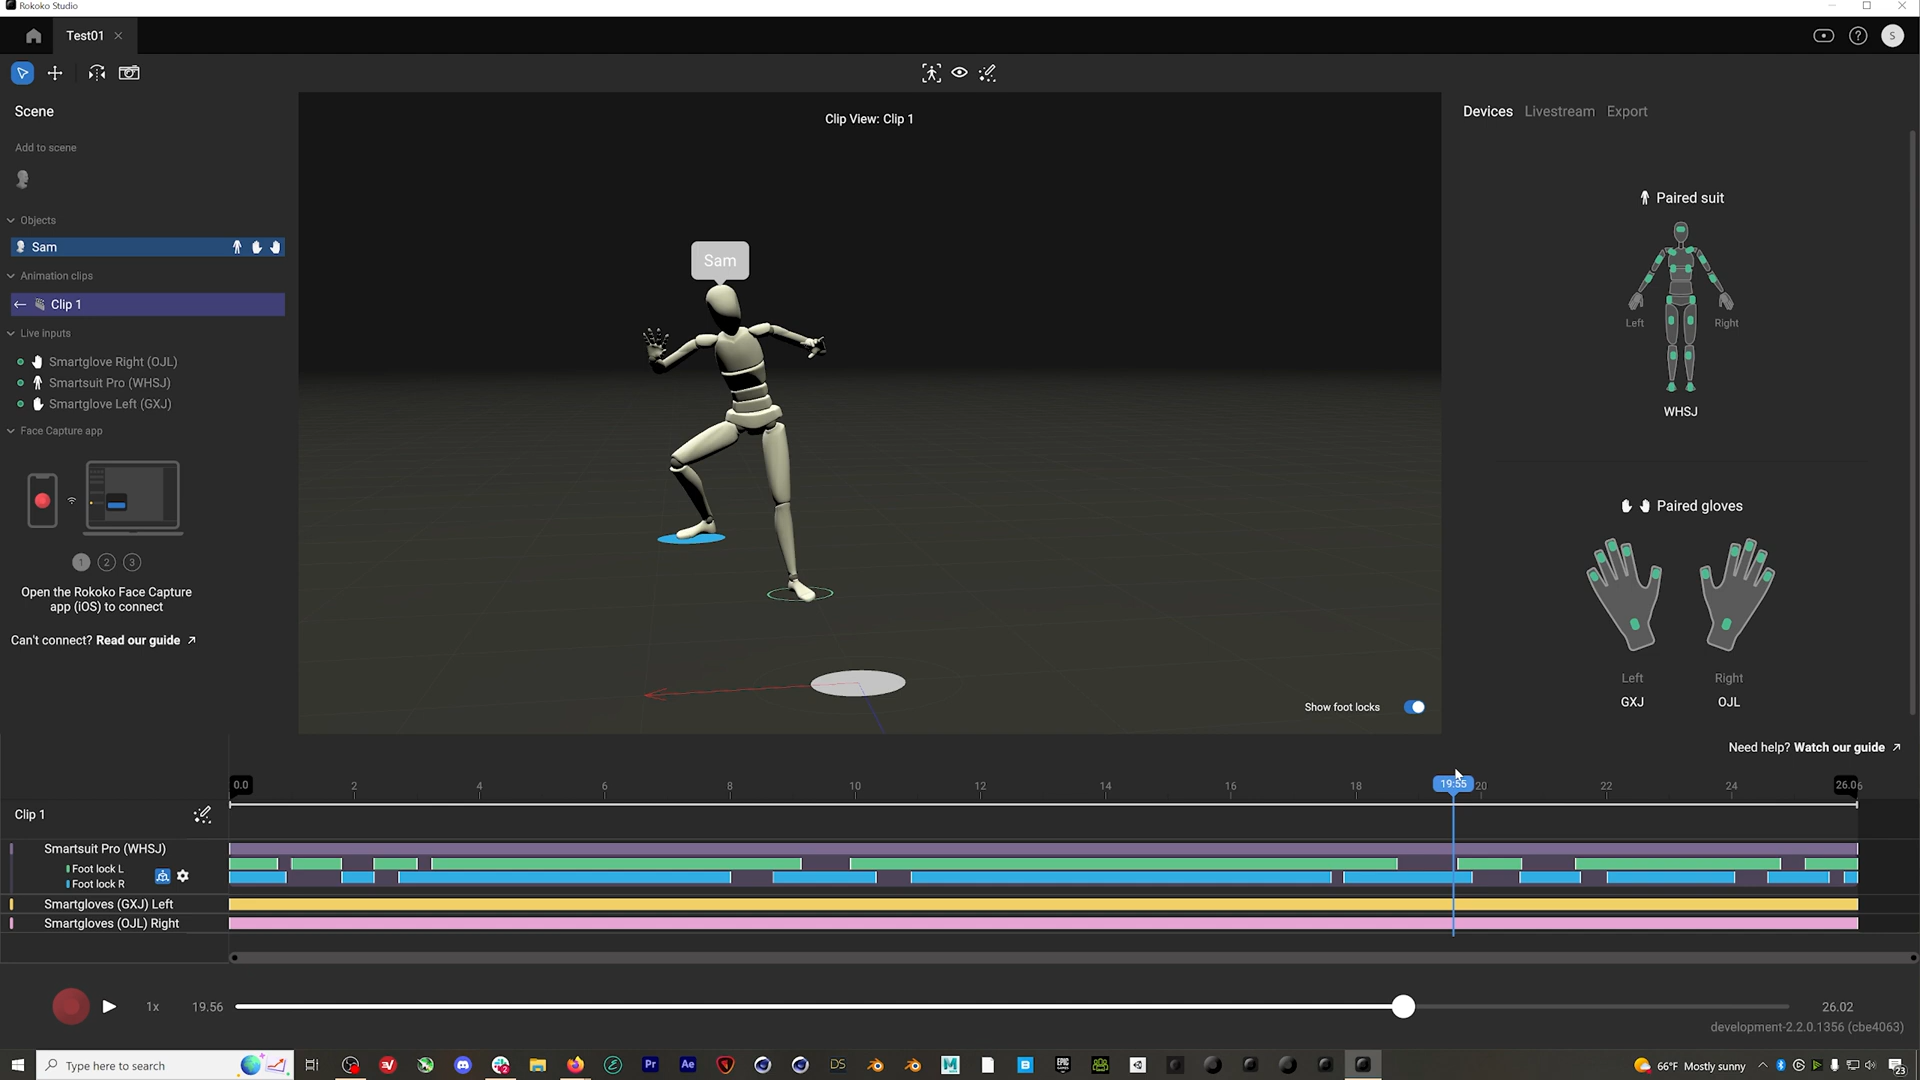 Rokoko Studio
Test01
S
Scene
Add to scene
Objects
Sam
Animation clips
Clip 1
Live inputs
Smartglove Right (OJL)
Smartsuit Pro (WHSJ)
Smartglove Left (GXJ)
Face Capture app
1 2 3
Open the Rokoko Face Capture
app (iOS) to connect
Can't connect? Read our guide
Clip View: Clip 1
Sam
Show foot locks
Devices Livestream Export
Paired suit
Left Right
WHSJ
Paired gloves
Left Right
GXJ OJL
Need help? Watch our guide
0.0 2 4 6 8 10 12 14 16 18 19:55 20 22 24 26.06
Clip 1
Smartsuit Pro (WHSJ)
Foot lock L
Foot lock R
Smartgloves (GXJ) Left
Smartgloves (OJL) Right
1x 19.56 26.02
development-2.2.0.1356 (cbe4063)
Type here to search
Pr Ae DS M B EPIC GAMES
66°F Mostly sunny
23